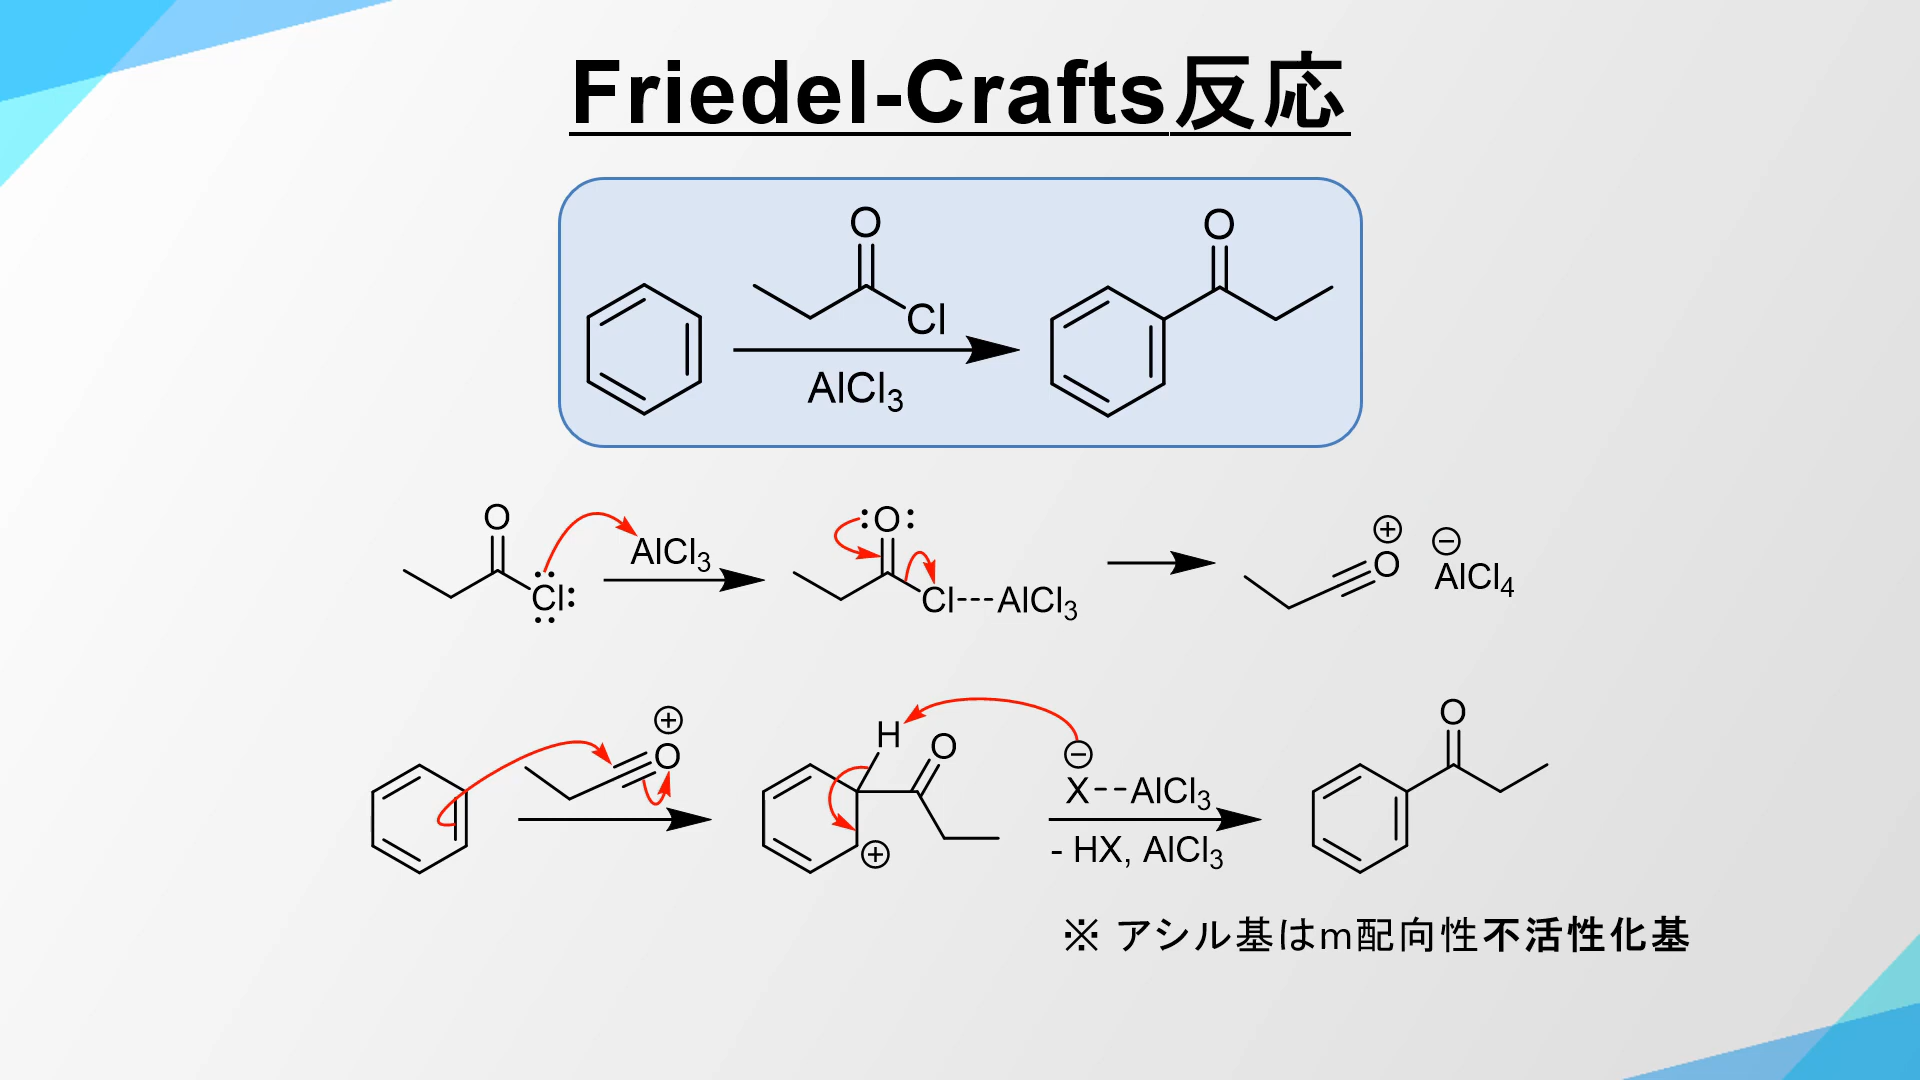 Friedel-Crafts反応
O
Cl
AlCl3
O
O
Cl
AlCl3
O
Cl---AlCl3
⊕
O
⊖
AlCl4
⊕
O
H
O
⊕
⊖
X--AlCl3
- HX, AlCl3
O
※ アシル基はm配向性不活性化基